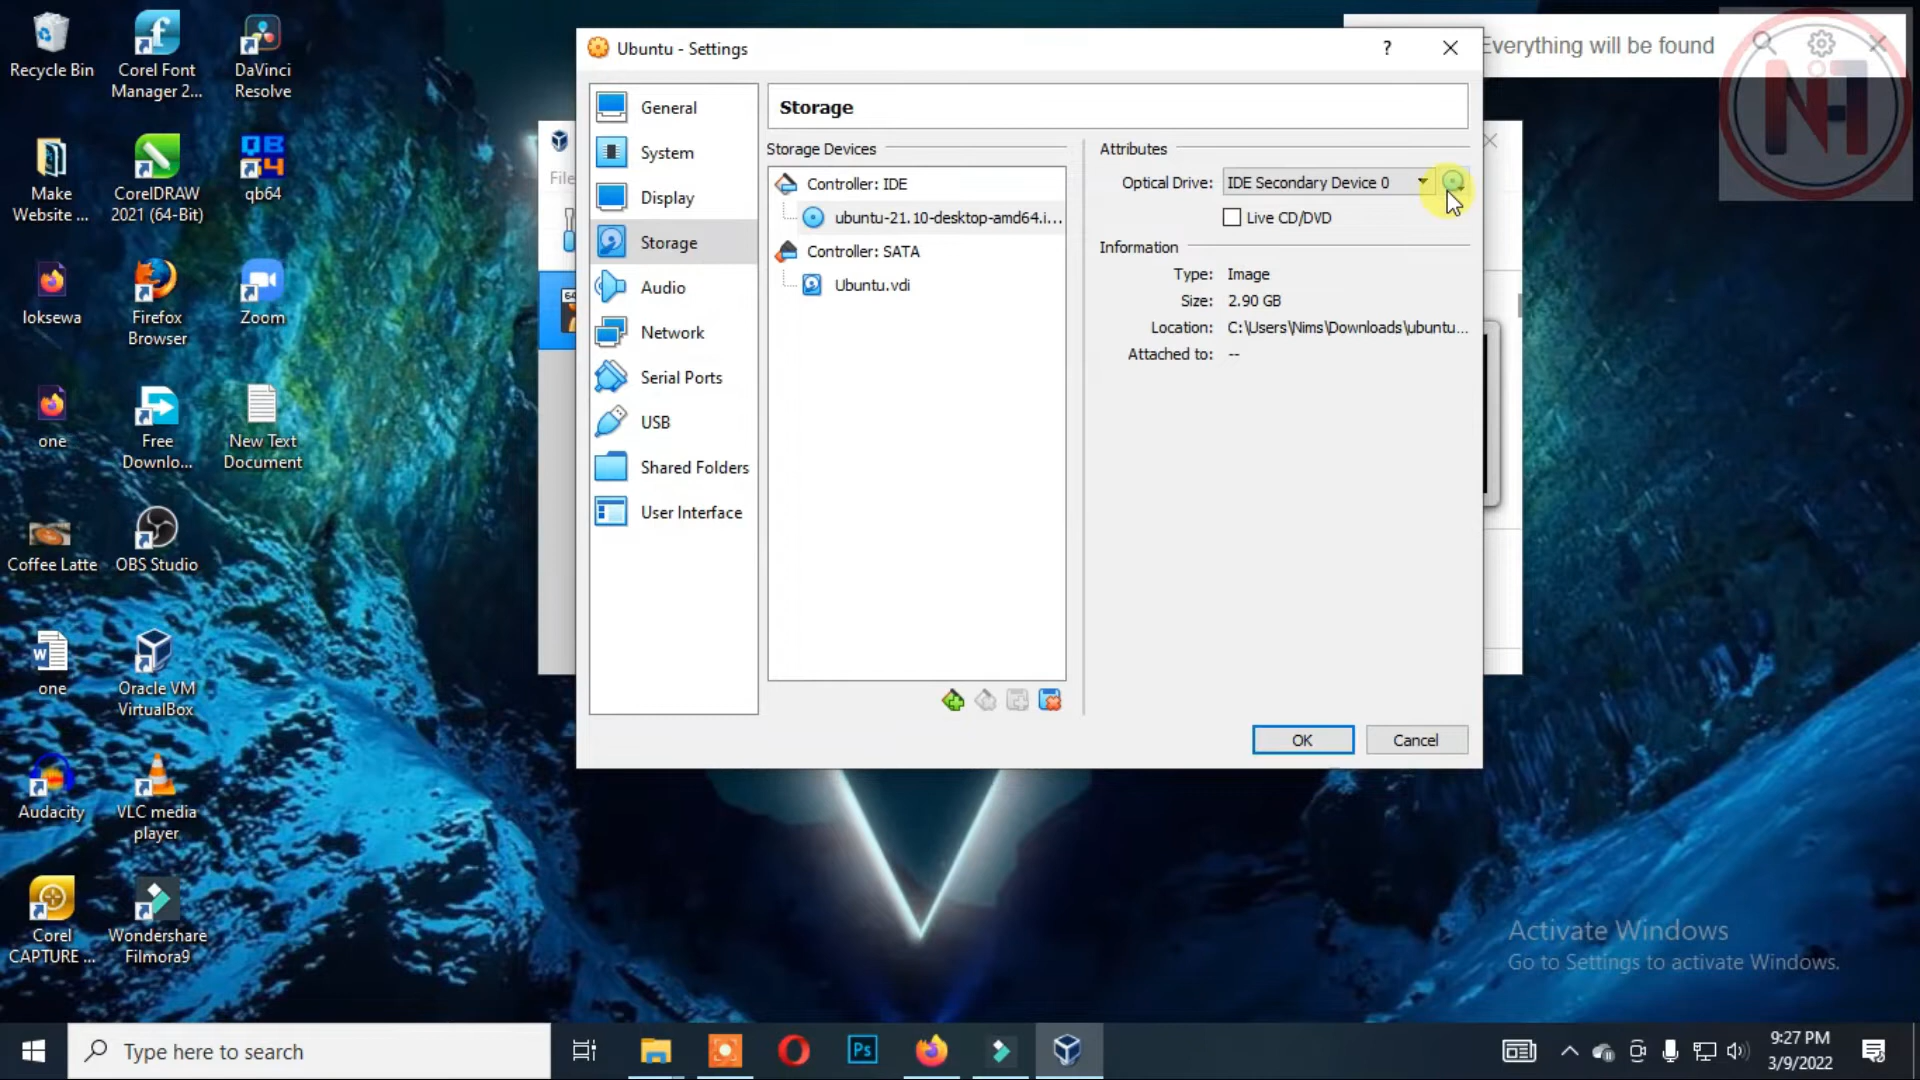 Recycle Bin
Corel Font
Manager 2...
DaVinci
Resolve
Make
Website ...
CorelDRAW
2021 (64-Bit)
qb64
loksewa
Firefox
Browser
Zoom
one
Free
Downlo...
New Text
Document
Coffee Latte
OBS Studio
one
Oracle VM
VirtualBox
Audacity
VLC media
player
Corel
CAPTURE ...
Wondershare
Filmora9
Ubuntu - Settings
?
Everything will be found
File
General
System
Display
Storage
Audio
Network
Serial Ports
USB
Shared Folders
User Interface
Storage
Storage Devices
Controller: IDE
ubuntu-21.10-desktop-amd64.i...
Controller: SATA
Ubuntu.vdi
Attributes
Optical Drive: IDE Secondary Device 0
Live CD/DVD
Information
Type: Image
Size: 2.90 GB
Location: C:\Users\Nims\Downloads\ubuntu...
Attached to: --
OK
Cancel
Activate Windows
Go to Settings to activate Windows.
Type here to search
Ps
9:27 PM
3/9/2022